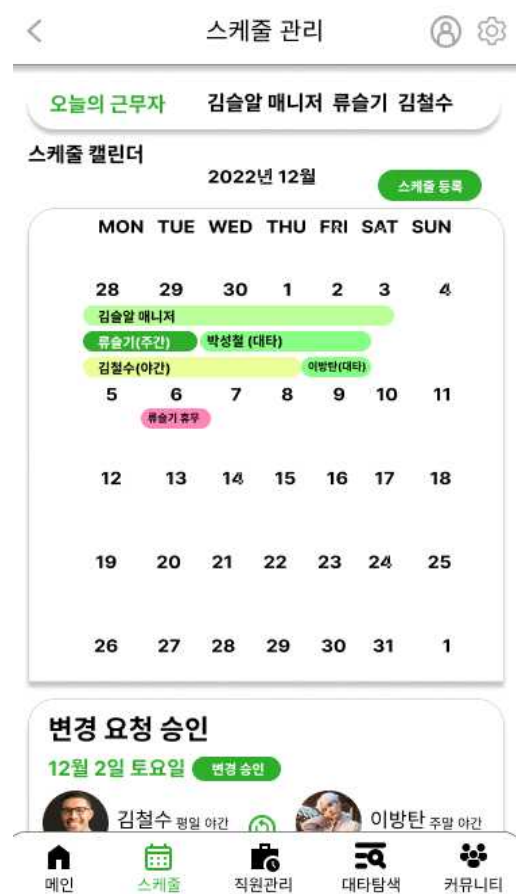 스케줄 관리
오늘의 근무자 김슬알 매니저 류슬기 김철수
스케줄 캘린더
2022년 12월
스케줄 등록
MON TUE WED THU FRI SAT SUN
28 29 30 1 2 3 4
김슬알 매니저
류슬기(주간) 박성철 (대타)
김철수(야간) 이방탄(대타)
5 6 7 8 9 10 11
류슬기 휴무
12 13 14 15 16 17 18
19 20 21 22 23 24 25
26 27 28 29 30 31 1
변경 요청 승인
12월 2일 토요일 변경 승인
김철수 평일 야간 이방탄 주말 야간
메인 스케줄 직원관리 대타탐색 커뮤니티